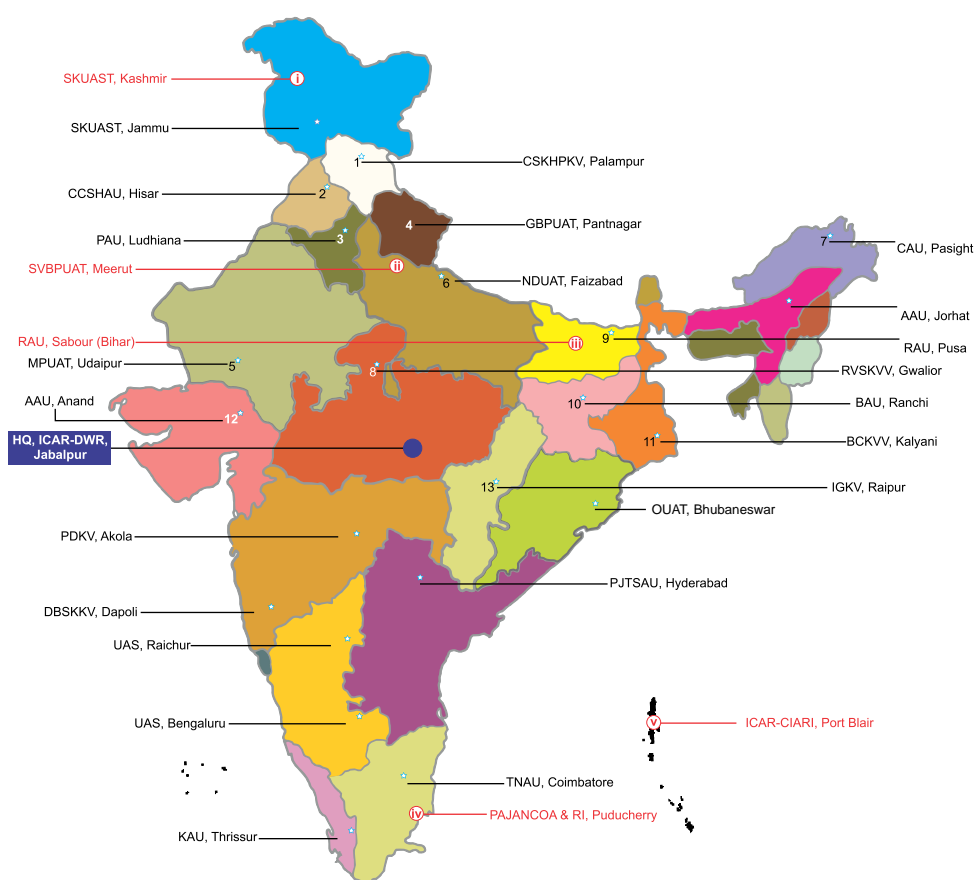 SKUAST, Kashmir
i
SKUAST, Jammu
1
CSKHPKV, Palampur
CCSHAU, Hisar
2
4
GBPUAT, Pantnagar
PAU, Ludhiana
3
7
CAU, Pasight
SVBPUAT, Meerut
ii
6
NDUAT, Faizabad
AAU, Jorhat
RAU, Sabour (Bihar)
iii
9
RAU, Pusa
MPUAT, Udaipur
5
8
RVSKVV, Gwalior
AAU, Anand
12
10
BAU, Ranchi
HQ, ICAR-DWR,
Jabalpur
11
BCKVV, Kalyani
13
IGKV, Raipur
OUAT, Bhubaneswar
PDKV, Akola
PJTSAU, Hyderabad
DBSKKV, Dapoli
UAS, Raichur
UAS, Bengaluru
v
ICAR-CIARI, Port Blair
TNAU, Coimbatore
iv
PAJANCOA & RI, Puducherry
KAU, Thrissur